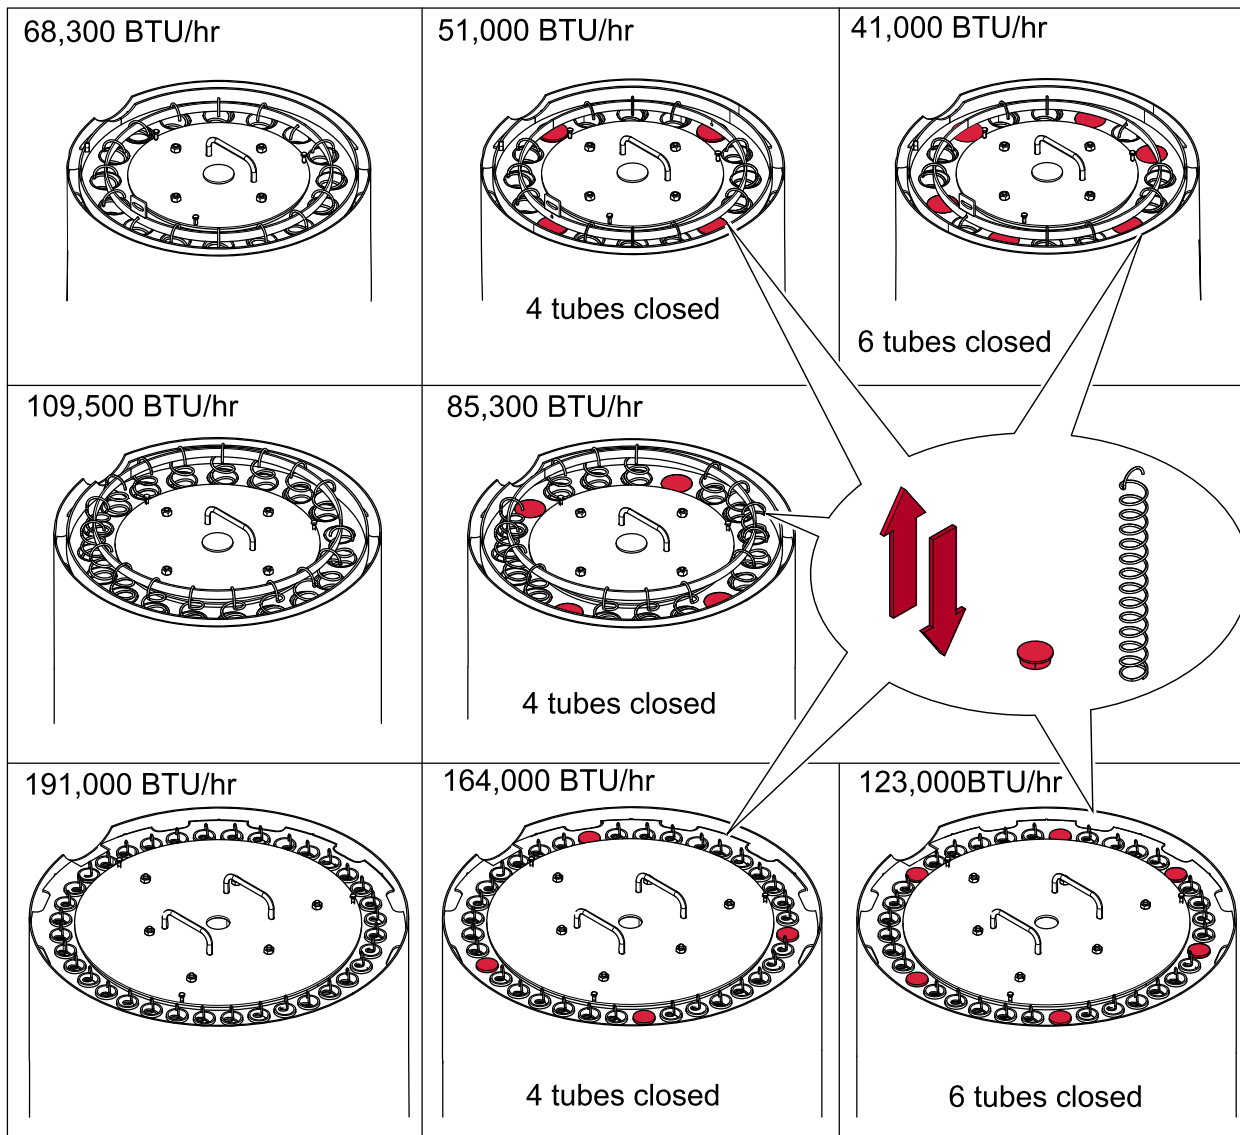 68,300 BTU/hr
51,000 BTU/hr
41,000 BTU/hr
4 tubes closed
6 tubes closed
109,500 BTU/hr
85,300 BTU/hr
4 tubes closed
191,000 BTU/hr
164,000 BTU/hr
123,000BTU/hr
4 tubes closed
6 tubes closed